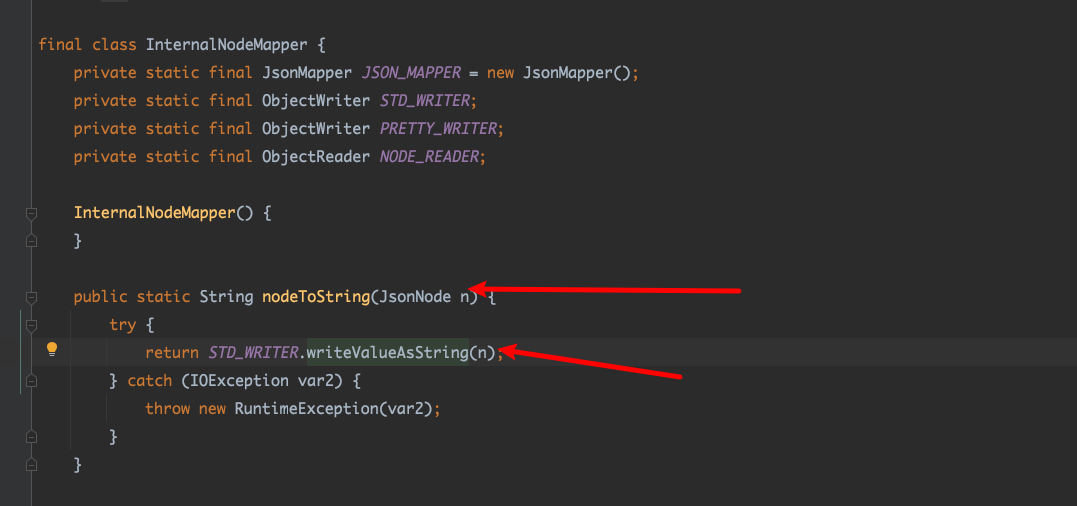 final class InternalNodeMapper {
private static final JsonMapper JSON_MAPPER = new JsonMapper();
private static final ObjectWriter STD_WRITER;
private static final ObjectWriter PRETTY_WRITER;
private static final ObjectReader NODE_READER;
InternalNodeMapper() {
}
public static String nodeToString(JsonNode n) {
try {
return STD_WRITER.writeValueAsString(n);
} catch (IOException var2) {
throw new RuntimeException(var2);
}
}